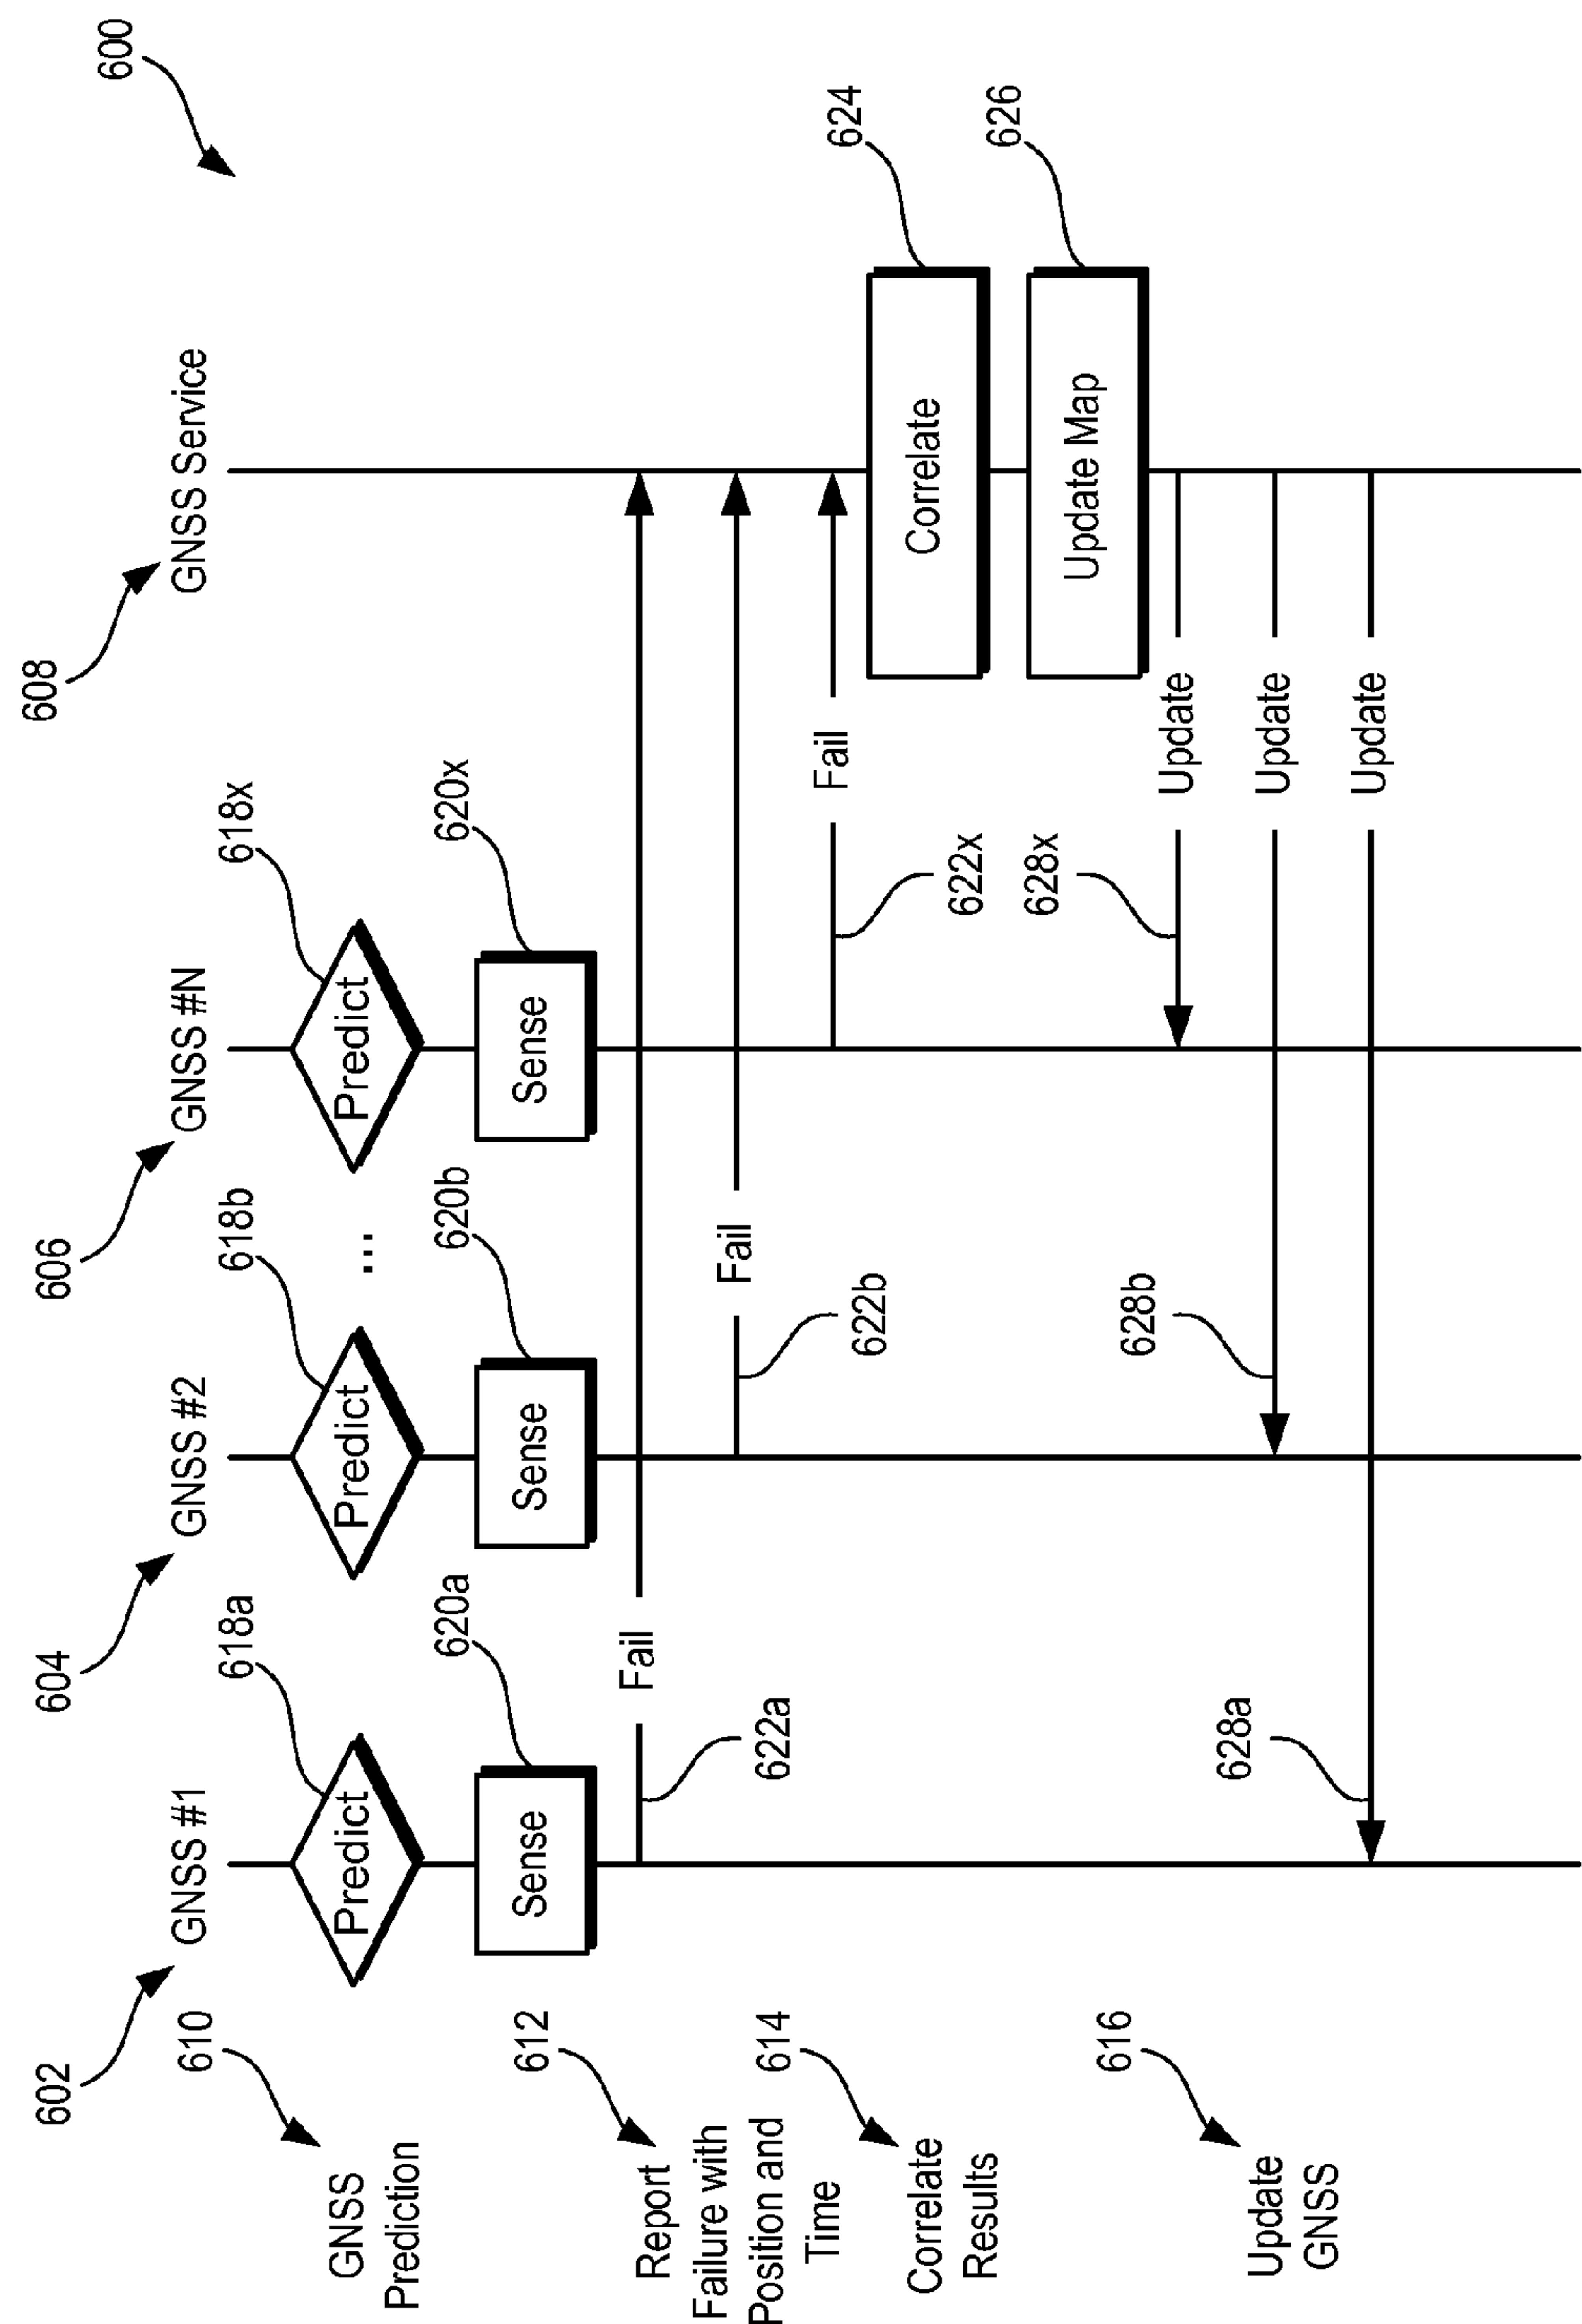 600
602
604
606
608
GNSS #1
GNSS #2
GNSS #N
GNSS Service
610
GNSS
Prediction
618a
Predict
618b
Predict
...
618x
Predict
620a
Sense
620b
Sense
620x
Sense
612
Report
Failure with
Position and
Time
Fail
622a
Fail
622b
Fail
622x
614
Correlate
Results
Correlate
624
Update Map
626
616
Update
GNSS
Update
628x
Update
628b
Update
628a